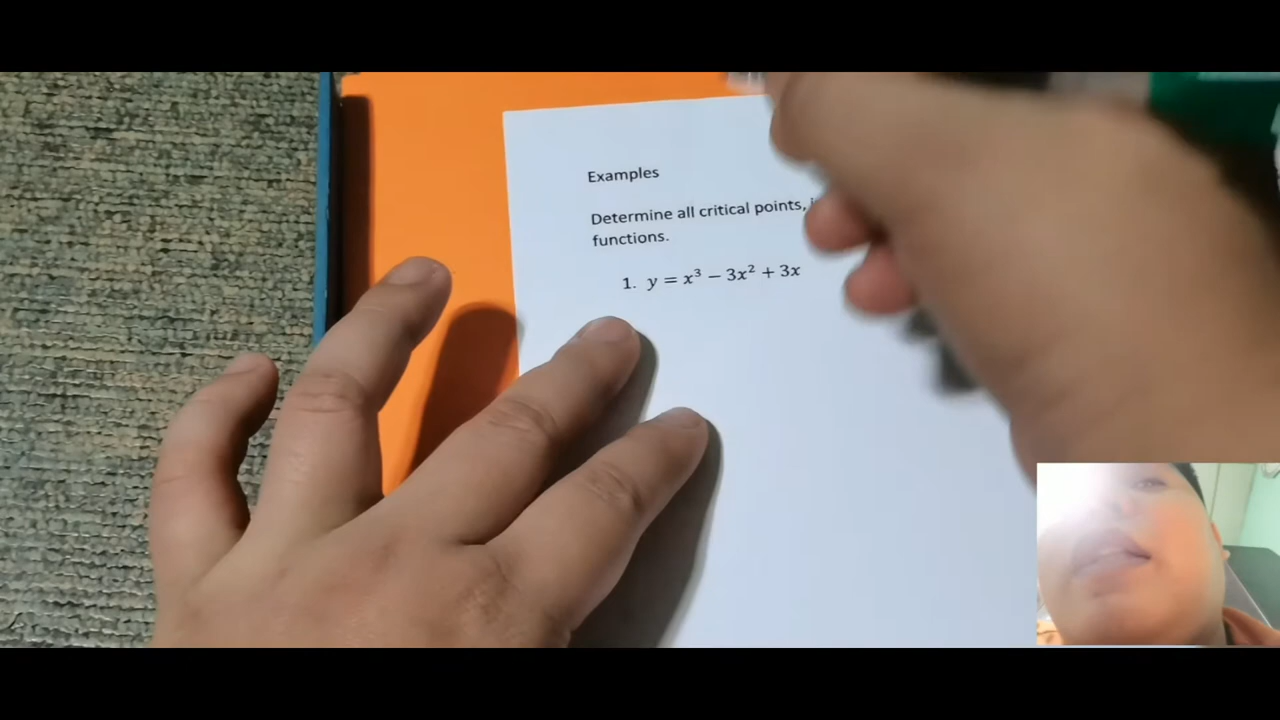 Examples
Determine all critical points,
functions.
1. y = x³ − 3x² + 3x